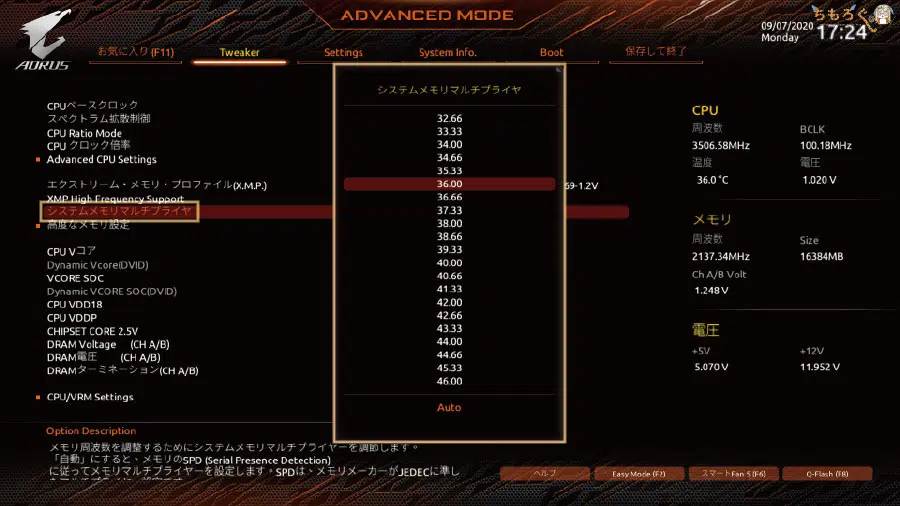 ADVANCED MODE
ちもろぐ
09/07/2020
Monday
17:24
AORUS
お気に入り(F11)
Tweaker
Settings
System Info.
Boot
保存して終了
CPUベースクロック
スペクトラム拡散制御
CPU Ratio Mode
CPU クロック倍率
Advanced CPU Settings
エクストリーム・メモリ・プロファイル(X.M.P.)
69-1.2V
XMP High Frequency Support
システムメモリマルチプライヤ
高度なメモリ設定
CPU Vコア
Dynamic Vcore(DVID)
VCORE SOC
Dynamic VCORE SOC(DVID)
CPU VDD18
CPU VDDP
CHIPSET CORE 2.5V
DRAM Voltage (CH A/B)
DRAM電圧 (CH A/B)
DRAMターミネーション(CH A/B)
CPU/VRM Settings
システムメモリマルチプライヤ
32.66
33.33
34.00
34.66
35.33
36.00
36.66
37.33
38.00
38.66
39.33
40.00
40.66
41.33
42.00
42.66
43.33
44.00
44.66
45.33
46.00
Auto
CPU
周波数 BCLK
3506.58MHz 100.18MHz
温度 電圧
36.0 °C 1.020 V
メモリ
周波数 Size
2137.34MHz 16384MB
Ch A/B Volt
1.248 V
電圧
+5V +12V
5.070 V 11.952 V
Option Description
メモリ周波数を調整するためにシステムメモリマルチプライヤーを調節します。
「自動」にすると、メモリのSPD (Serial Presence Detection)
に従ってメモリマルチプライヤーを設定します。SPDは、メモリメーカーがJEDECに準し
ヘルプ
Easy Mode (F2)
スマートFan 5 (F6)
Q-Flash (F8)